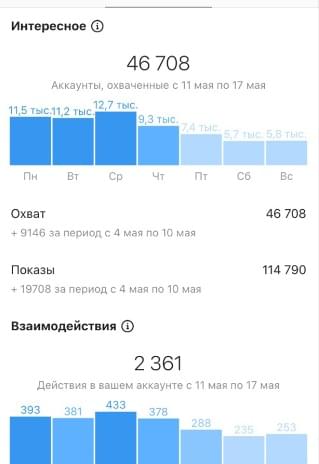 Интересное
46 708
Аккаунты, охваченные с 11 мая по 17 мая
11,5 тыс. 11,2 тыс. 12,7 тыс. 9,3 тыс. 7,4 тыс. 5,7 тыс. 5,8 тыс.
Пн Вт Ср Чт Пт Сб Вс
Охват 46 708
+ 9146 за период с 4 мая по 10 мая
Показы 114 790
+ 19708 за период с 4 мая по 10 мая
Взаимодействия
2 361
Действия в вашем аккаунте с 11 мая по 17 мая
393 381 433 378 288 235 253